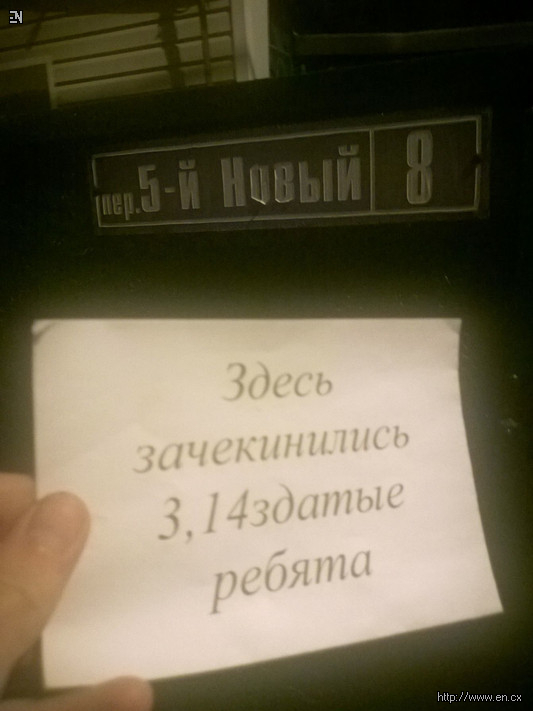 EN
пер. 5-й Новый 8
Здесь
зачекинились
3,14здатые
ребята
http://www.en.cx